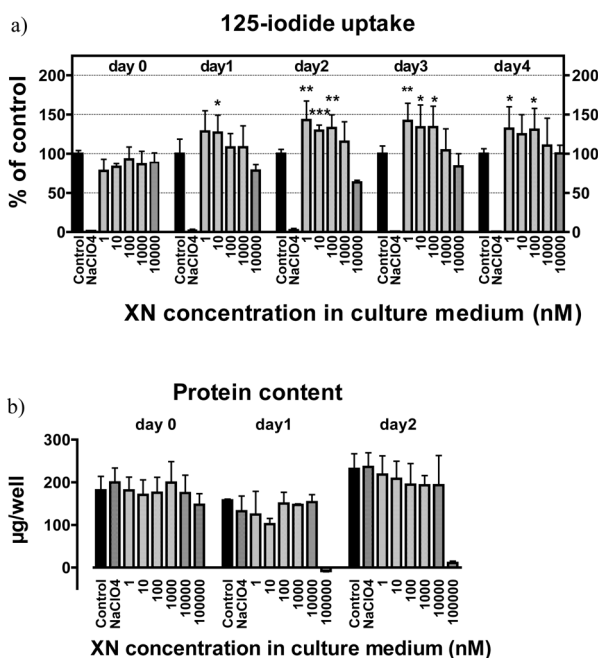 a)
125-iodide uptake
day 0 day1 day2 day3 day4
200 200
150 150
100 100
50 50
0 0
% of control
* ** *** ** ** * * * *
Control NaClO4 1 10 100 1000 10000 Control NaClO4 1 10 100 1000 10000 Control NaClO4 1 10 100 1000 10000 Control NaClO4 1 10 100 1000 10000 Control NaClO4 1 10 100 1000 10000
XN concentration in culture medium (nM)
b)
Protein content
day 0 day1 day2
300
200
100
0
µg/well
Control NaClO4 1 10 100 1000 10000 100000 Control NaClO4 1 10 100 1000 10000 100000 Control NaClO4 1 10 100 1000 10000 100000
XN concentration in culture medium (nM)